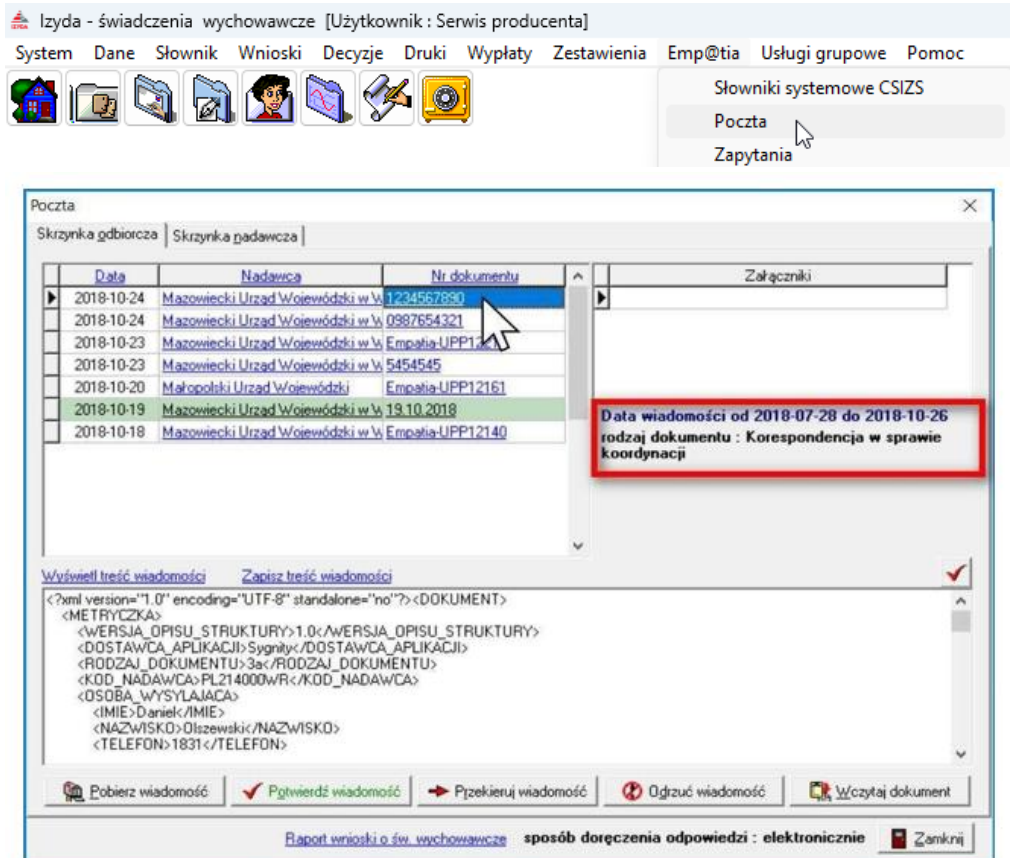 IZYDA
Izyda - świadczenia wychowawcze [Użytkownik : Serwis producenta]
System Dane Słownik Wnioski Decyzje Druki Wypłaty Zestawienia Emp@tia Usługi grupowe Pomoc
Słowniki systemowe CSIZS
Poczta
Zapytania
Poczta
Skrzynka odbiorcza Skrzynka nadawcza
Data Nadawca Nr dokumentu Załączniki
2018-10-24 Mazowiecki Urząd Wojewódzki w W 1234567890
2018-10-24 Mazowiecki Urząd Wojewódzki w W 0987654321
2018-10-23 Mazowiecki Urząd Wojewódzki w W
2018-10-23 Mazowiecki Urząd Wojewódzki w W 5454545
2018-10-20 Małopolski Urząd Wojewódzki Empatia-UPP12161
2018-10-19 Mazowiecki Urząd Wojewódzki w W 19.10.2018
2018-10-18 Mazowiecki Urząd Wojewódzki w W Empatia-UPP12140
Data wiadomości od 2018-07-28 do 2018-10-26
rodzaj dokumentu : Korespondencja w sprawie
koordynacji
Wyświetl treść wiadomości Zapisz treść wiadomości
<?xml version="1.0" encoding="UTF-8" standalone="no"?><DOKUMENT>
<METRYCZKA>
<WERSJA_OPISU_STRUKTURY>1.0</WERSJA_OPISU_STRUKTURY>
<DOSTAWCA_APLIKACJI>Sygnity</DOSTAWCA_APLIKACJI>
<RODZAJ_DOKUMENTU>3a</RODZAJ_DOKUMENTU>
<KOD_NADAWCA>PL214000WR</KOD_NADAWCA>
<OSOBA_WYSYLAJACA>
<IMIE>Daniel</IMIE>
<NAZWISKO>Olszewski</NAZWISKO>
<TELEFON>1831</TELEFON>
Pobierz wiadomość Potwierdź wiadomość Przekieruj wiadomość Odrzuć wiadomość Wczytaj dokument
Raport wnioski o św. wychowawcze sposób doręczenia odpowiedzi : elektronicznie Zamknij